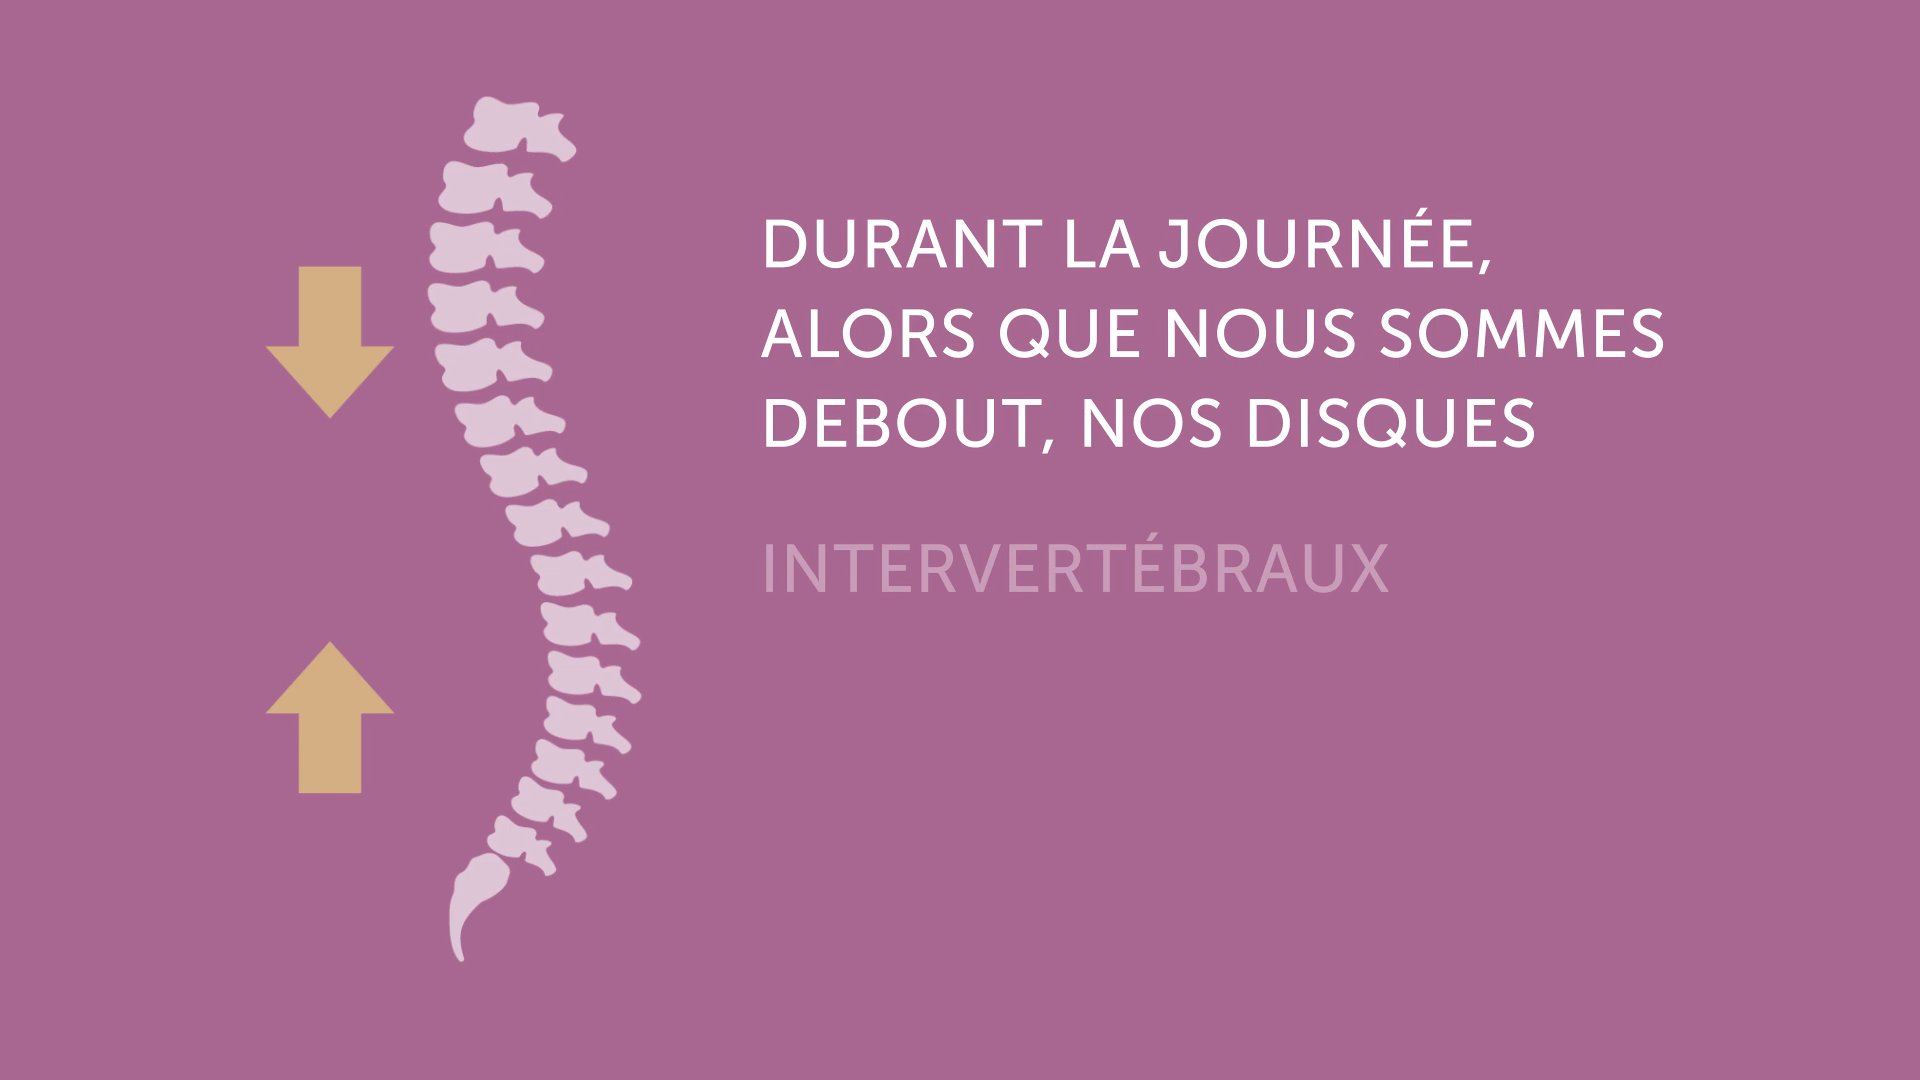 DURANT LA JOURNÉE,
ALORS QUE NOUS SOMMES
DEBOUT, NOS DISQUES
INTERVERTÉBRAUX